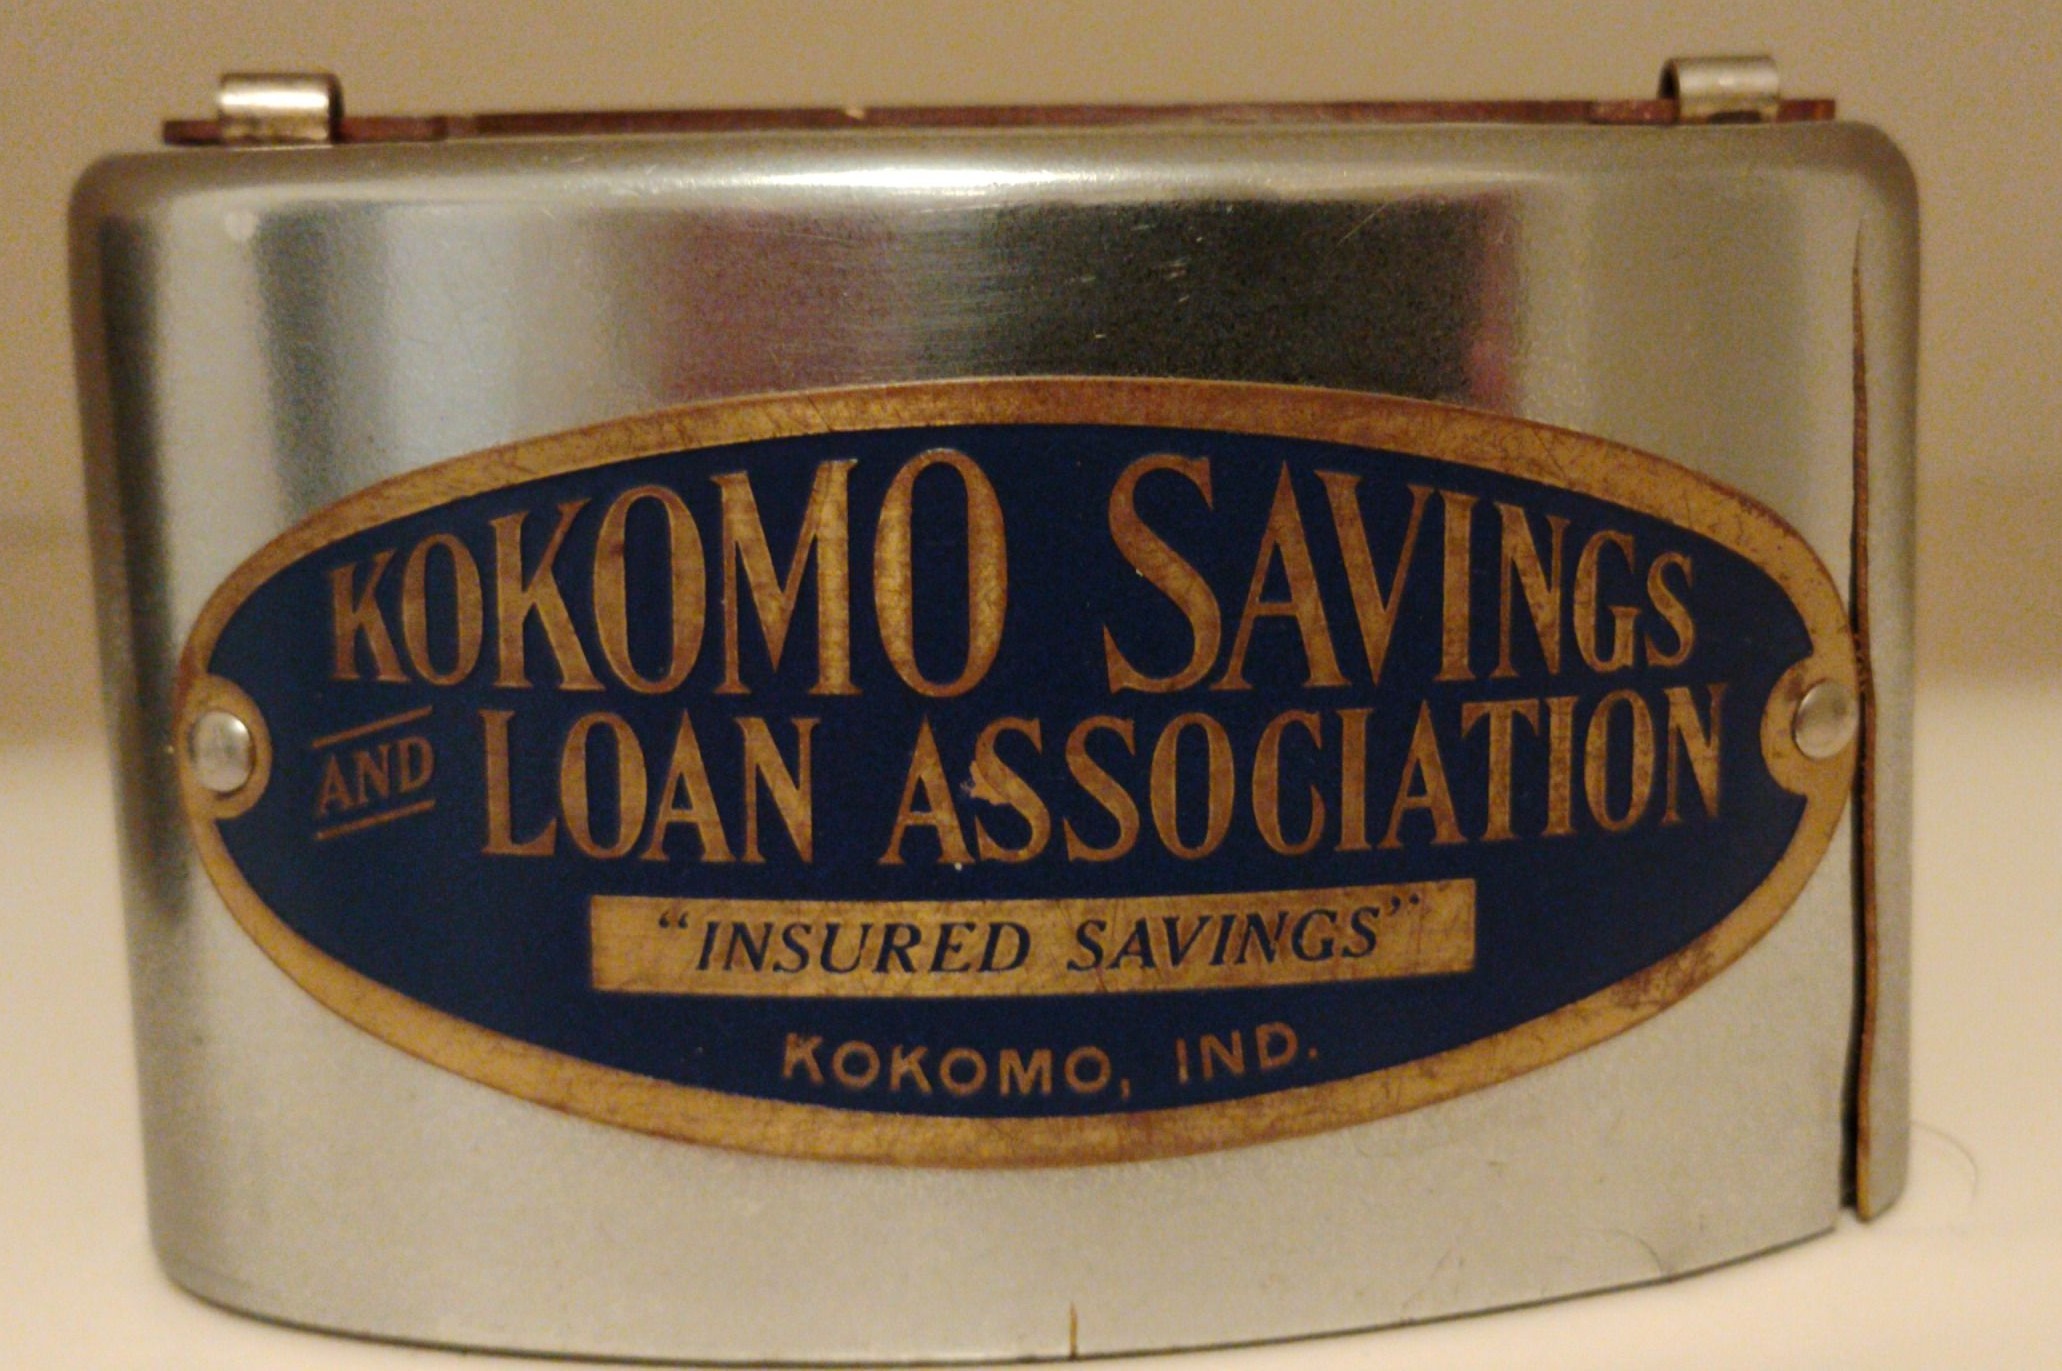 KOKOMO SAVINGS
AND LOAN ASSOCIATION
“INSURED SAVINGS”
KOKOMO, IND.